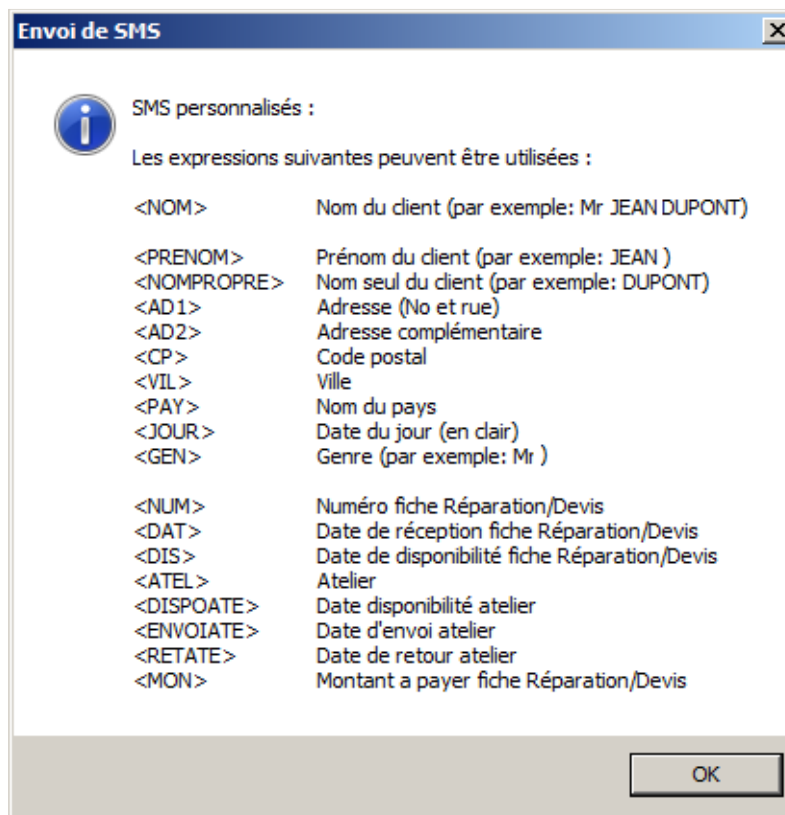 Envoi de SMS
SMS personnalisés :
Les expressions suivantes peuvent être utilisées :
<NOM> Nom du client (par exemple: Mr JEAN DUPONT)
<PRENOM> Prénom du client (par exemple: JEAN )
<NOMPROPRE> Nom seul du client (par exemple: DUPONT)
<AD1> Adresse (No et rue)
<AD2> Adresse complémentaire
<CP> Code postal
<VIL> Ville
<PAY> Nom du pays
<JOUR> Date du jour (en clair)
<GEN> Genre (par exemple: Mr )
<NUM> Numéro fiche Réparation/Devis
<DAT> Date de réception fiche Réparation/Devis
<DIS> Date de disponibilité fiche Réparation/Devis
<ATEL> Atelier
<DISPOATE> Date disponibilité atelier
<ENVOIATE> Date d'envoi atelier
<RETATE> Date de retour atelier
<MON> Montant a payer fiche Réparation/Devis
OK